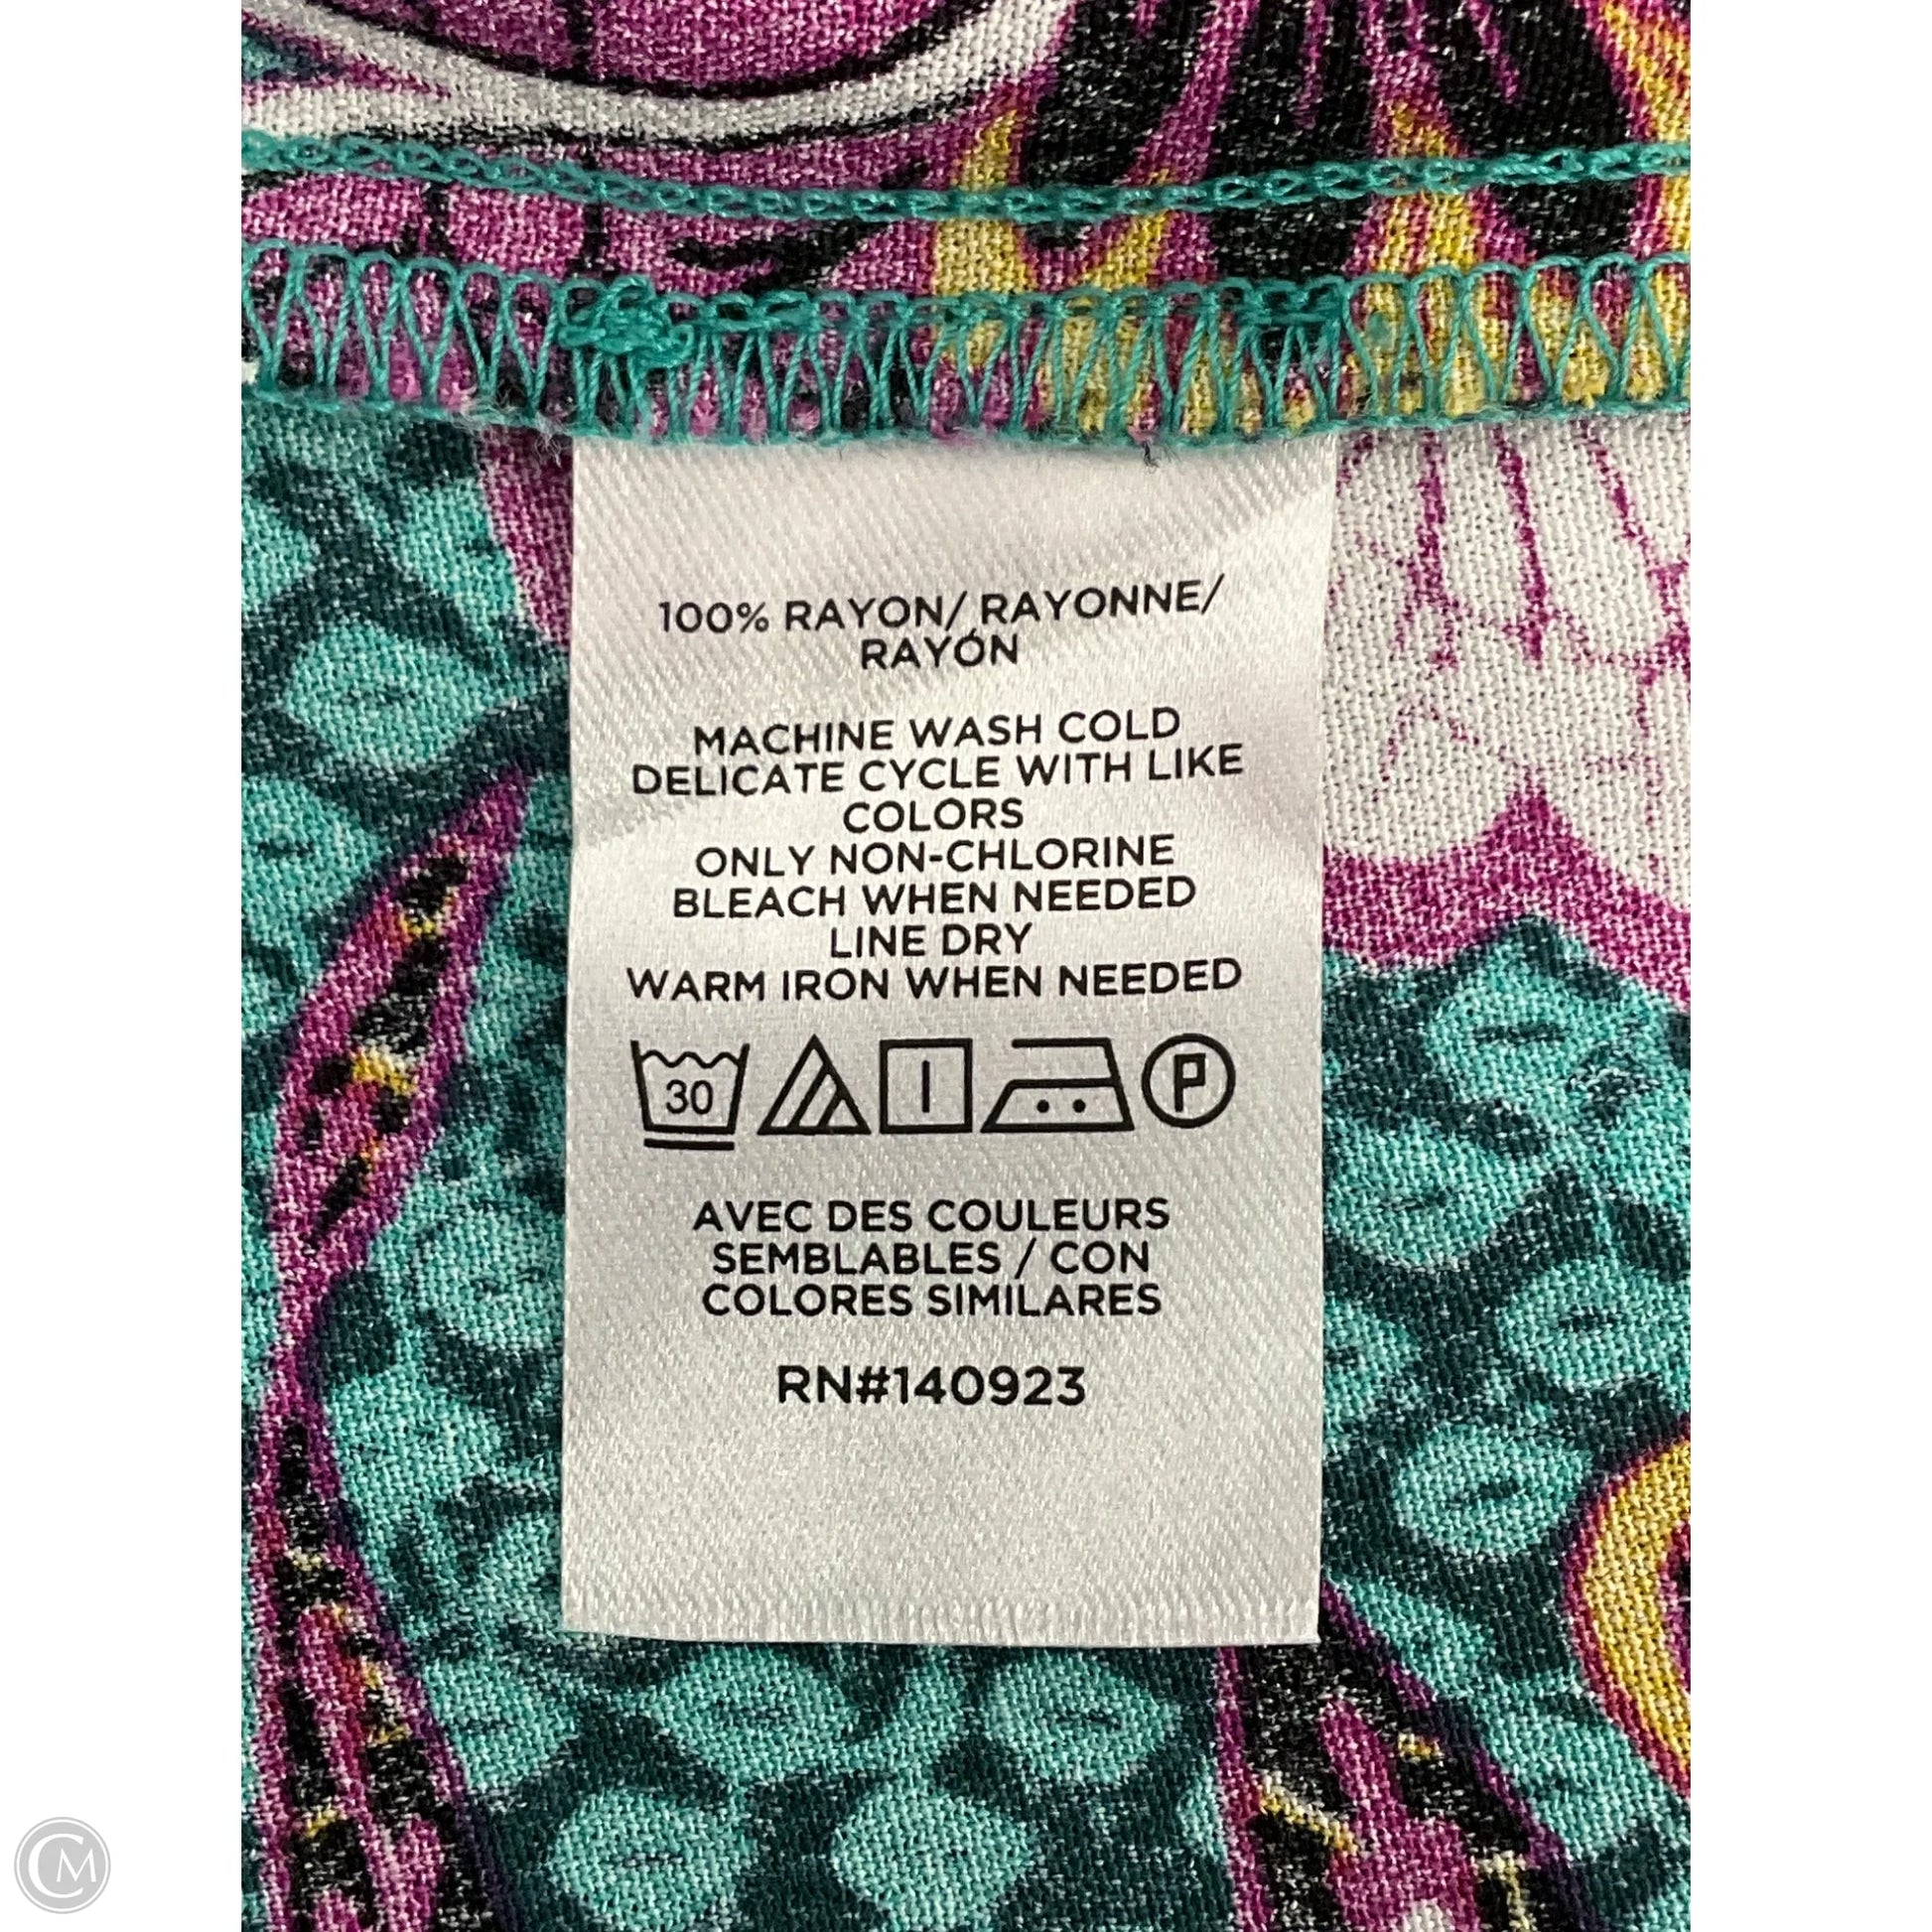 100% RAYON/ RAYONNE/
RAYÓN
MACHINE WASH COLD
DELICATE CYCLE WITH LIKE
COLORS
ONLY NON-CHLORINE
BLEACH WHEN NEEDED
LINE DRY
WARM IRON WHEN NEEDED
30 P
AVEC DES COULEURS
SEMBLABLES / CON
COLORES SIMILARES
RN#140923
CM